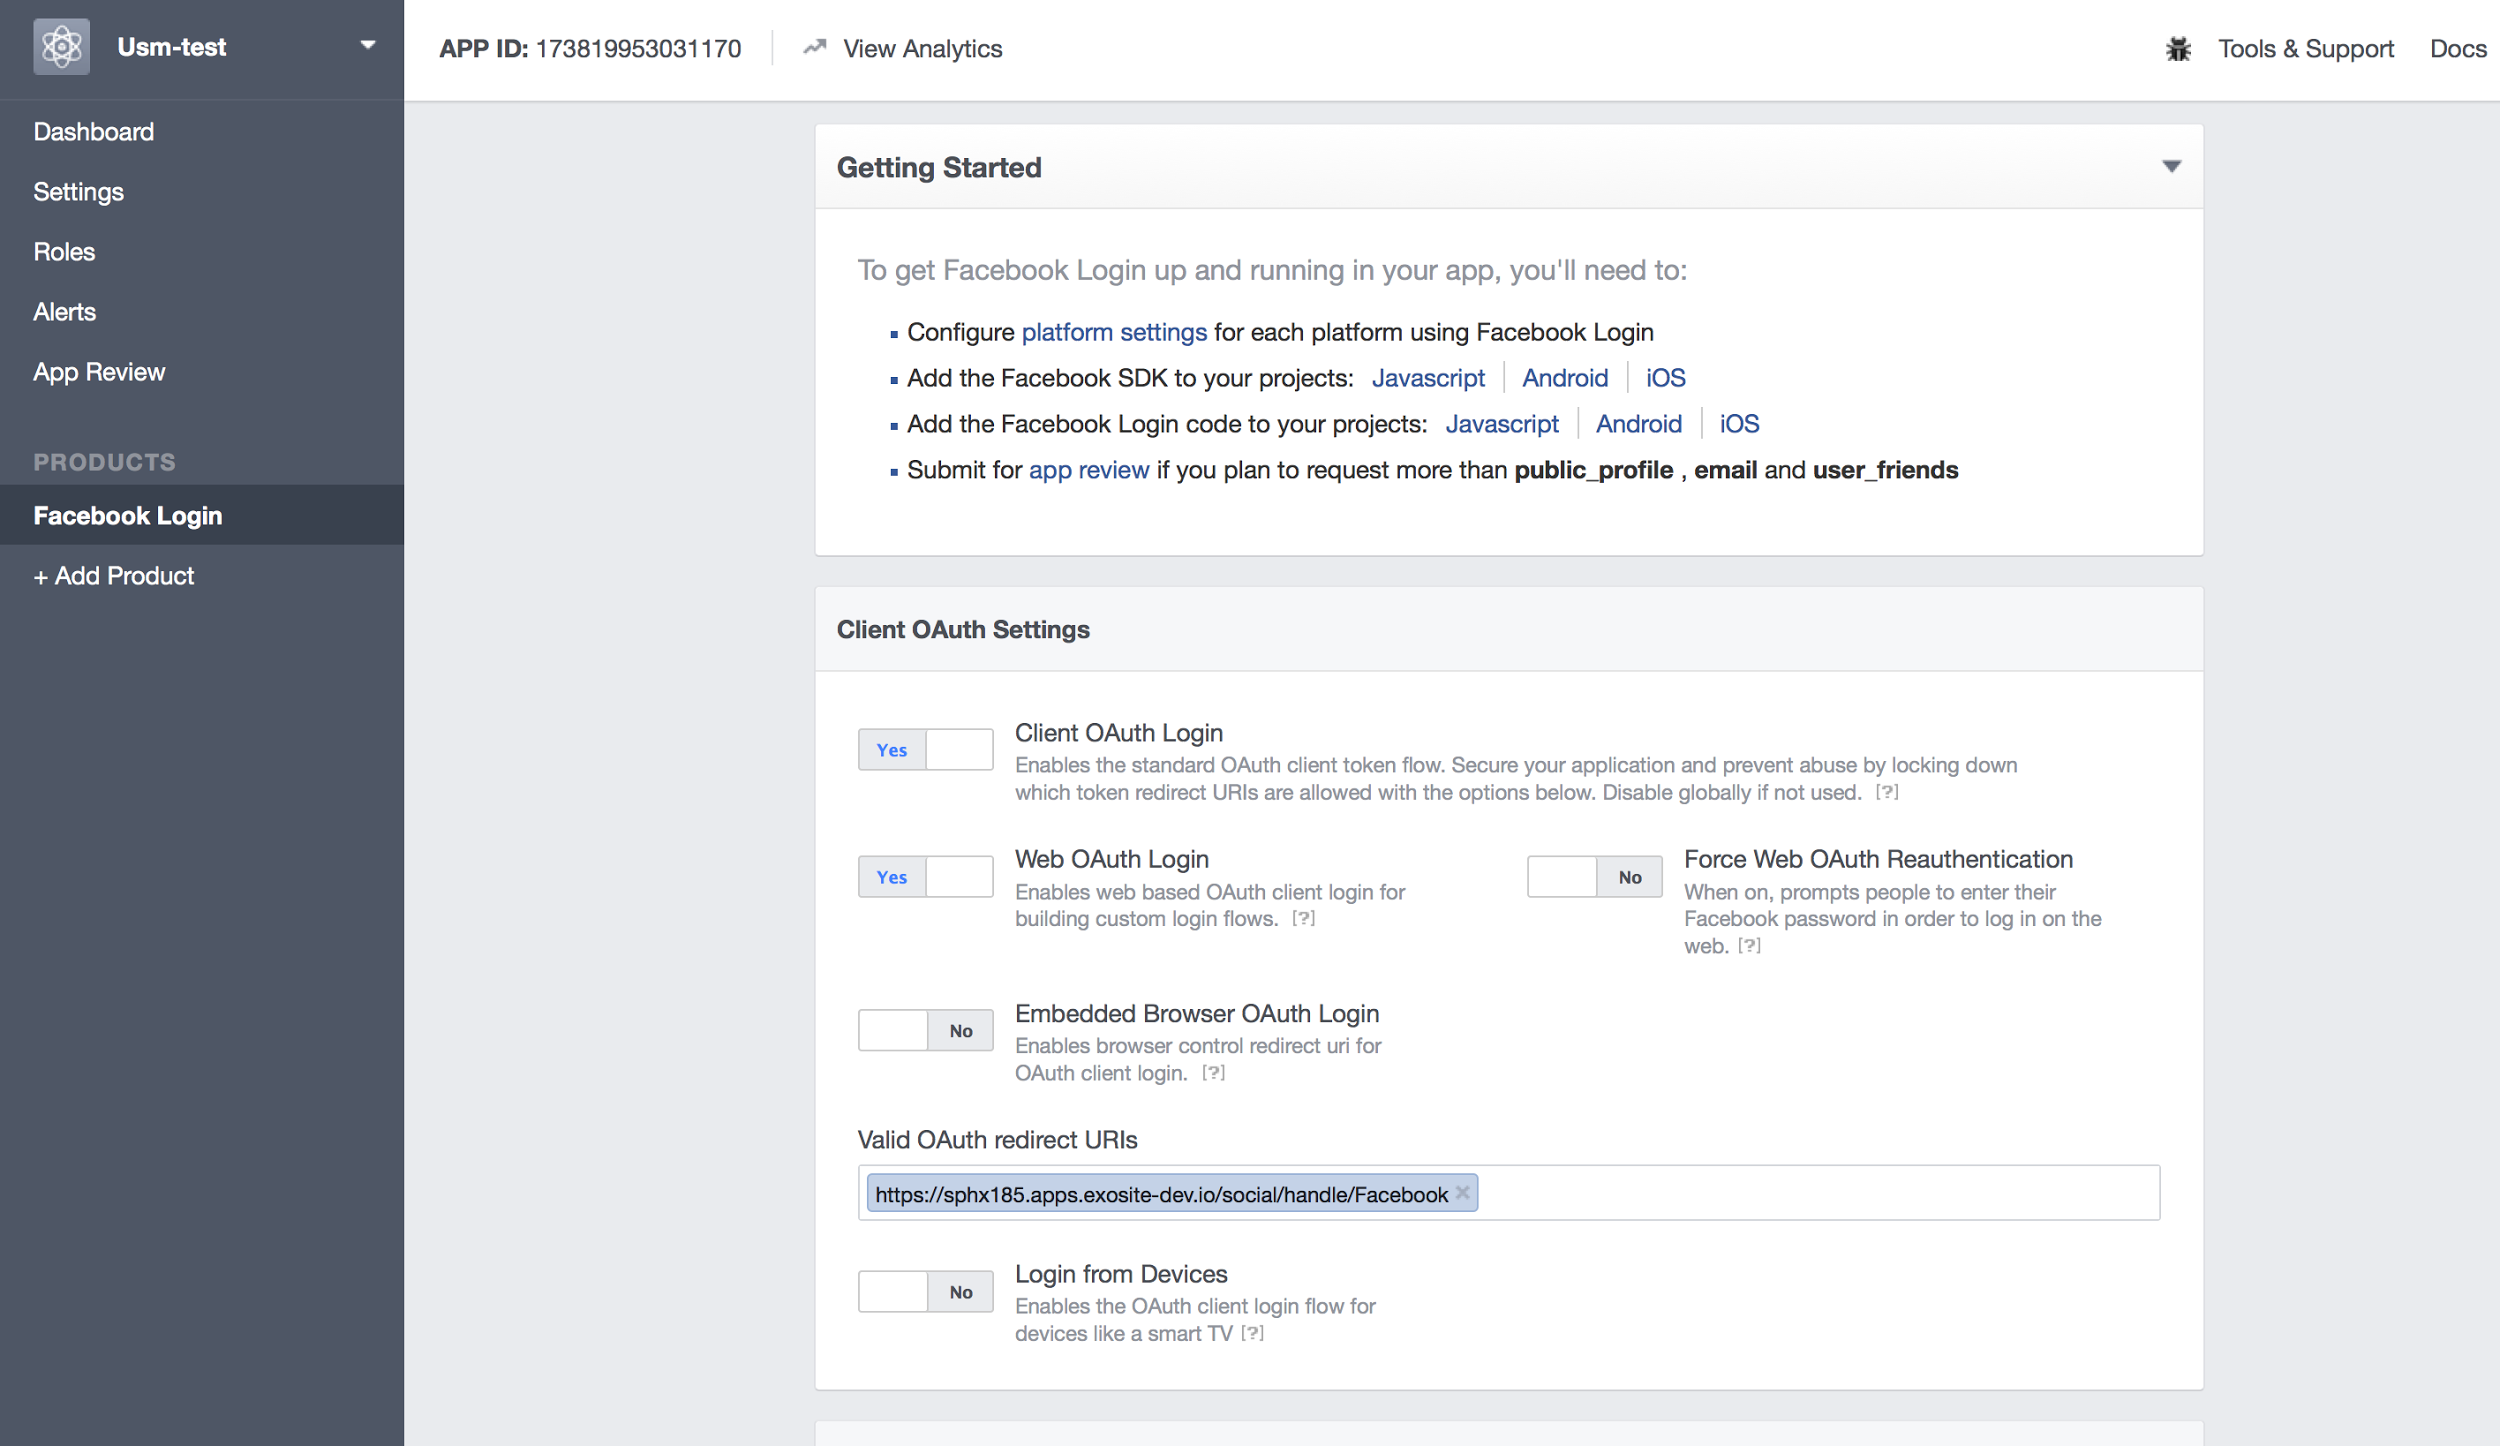 Usm-test
APP ID: 173819953031170
View Analytics
Tools & Support
Docs
Dashboard
Settings
Roles
Alerts
App Review
PRODUCTS
Facebook Login
+ Add Product
Getting Started
To get Facebook Login up and running in your app, you'll need to:
Configure platform settings for each platform using Facebook Login
Add the Facebook SDK to your projects: Javascript Android iOS
Add the Facebook Login code to your projects: Javascript Android iOS
Submit for app review if you plan to request more than public_profile , email and user_friends
Client OAuth Settings
Yes
Client OAuth Login
Enables the standard OAuth client token flow. Secure your application and prevent abuse by locking down
which token redirect URIs are allowed with the options below. Disable globally if not used. [?]
Yes
Web OAuth Login
Enables web based OAuth client login for
building custom login flows. [?]
No
Force Web OAuth Reauthentication
When on, prompts people to enter their
Facebook password in order to log in on the
web. [?]
No
Embedded Browser OAuth Login
Enables browser control redirect uri for
OAuth client login. [?]
Valid OAuth redirect URIs
https://sphx185.apps.exosite-dev.io/social/handle/Facebook
No
Login from Devices
Enables the OAuth client login flow for
devices like a smart TV [?]